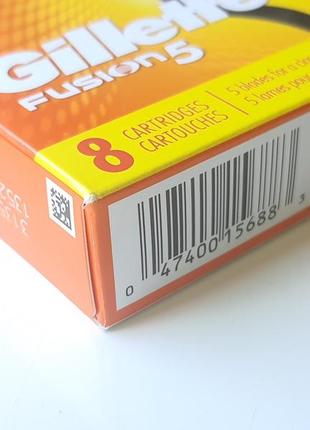 Gillette
FUSION5
8 CARTRIDGES
CARTOUCHES
5 blades for a
5 lames pour
0 47400 15688 3